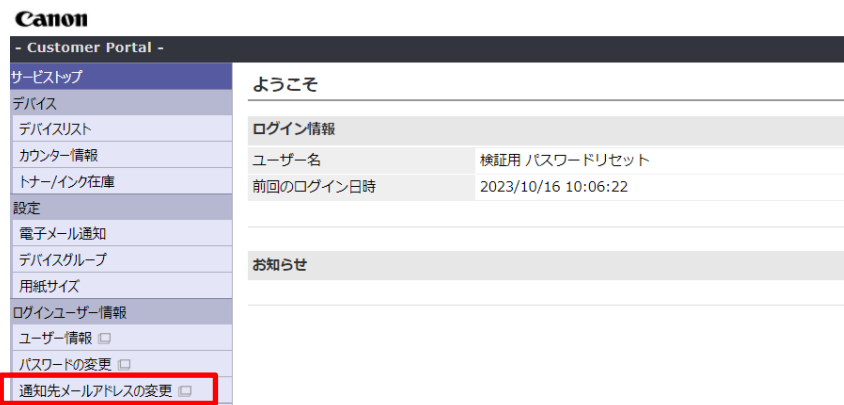 Canon
- Customer Portal -
サービストップ
デバイス
デバイスリスト
カウンター情報
トナー/インク在庫
設定
電子メール通知
デバイスグループ
用紙サイズ
ログインユーザー情報
ユーザー情報
パスワードの変更
通知先メールアドレスの変更
ようこそ
ログイン情報
ユーザー名 検証用 パスワードリセット
前回のログイン日時 2023/10/16 10:06:22
お知らせ